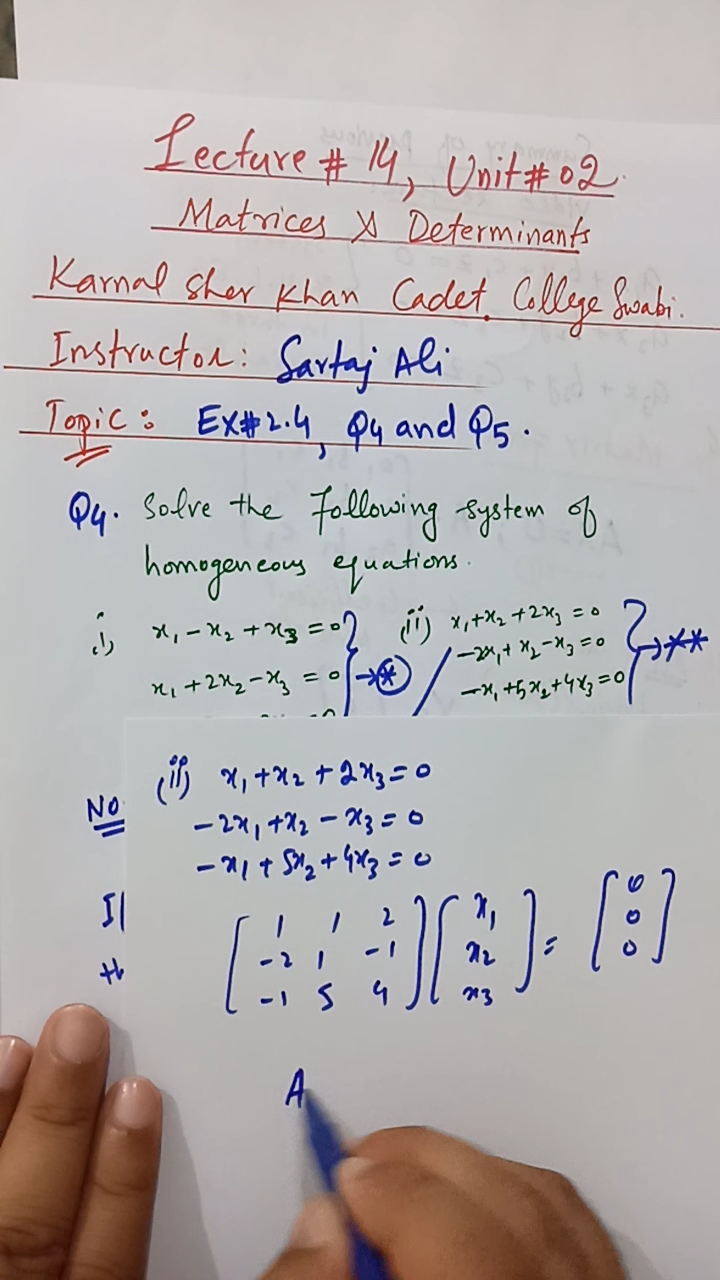 Lecture # 14, Unit # 02
Matrices & Determinants
Karnal Sher Khan Cadet College Swabi.
Instructor: Sartaj Ali
Topic: Ex# 2.4, Q4 and Q5.
Q4. Solve the following system of
homogeneous equations.
i) x₁ - x₂ + x₃ = 0
x₁ + 2x₂ - x₃ = 0 → *
(ii) x₁ + x₂ + 2x₃ = 0
-2x₁ + x₂ - x₃ = 0 → **
-x₁ + 5x₂ + 4x₃ = 0
(ii) x₁ + x₂ + 2x₃ = 0
-2x₁ + x₂ - x₃ = 0
-x₁ + 5x₂ + 4x₃ = 0
NO
If
[1 1 2] [x₁] = [0]
[-2 1 -1] [x₂] [0]
[-1 5 4] [x₃] [0]
A